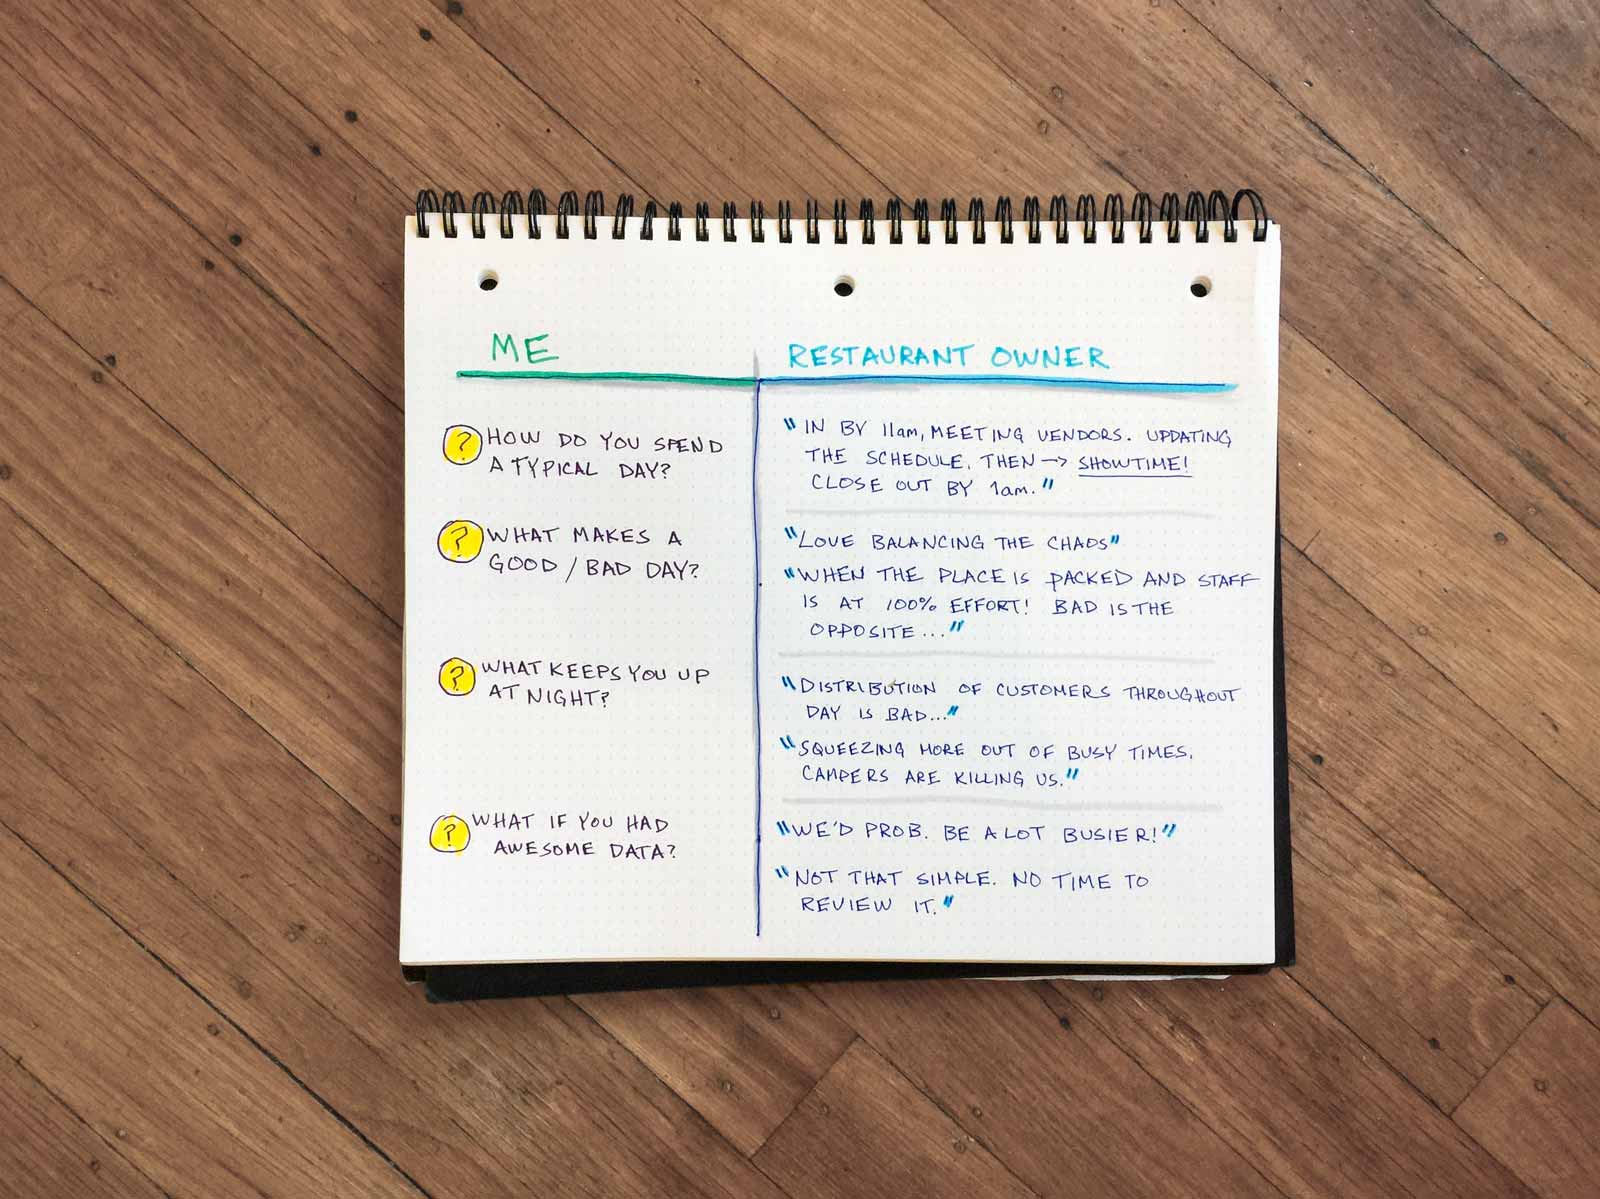 ME
RESTAURANT OWNER
? HOW DO YOU SPEND
A TYPICAL DAY?
"IN BY 11am, MEETING VENDORS. UPDATING
THE SCHEDULE, THEN → SHOWTIME!
CLOSE OUT BY 1am."
? WHAT MAKES A
GOOD / BAD DAY?
"LOVE BALANCING THE CHAOS"
"WHEN THE PLACE IS PACKED AND STAFF
IS AT 100% EFFORT! BAD IS THE
OPPOSITE..."
? WHAT KEEPS YOU UP
AT NIGHT?
"DISTRIBUTION OF CUSTOMERS THROUGHOUT
DAY IS BAD..."
"SQUEEZING MORE OUT OF BUSY TIMES.
CAMPERS ARE KILLING US."
? WHAT IF YOU HAD
AWESOME DATA?
"WE'D PROB. BE A LOT BUSIER!"
"NOT THAT SIMPLE. NO TIME TO
REVIEW IT."